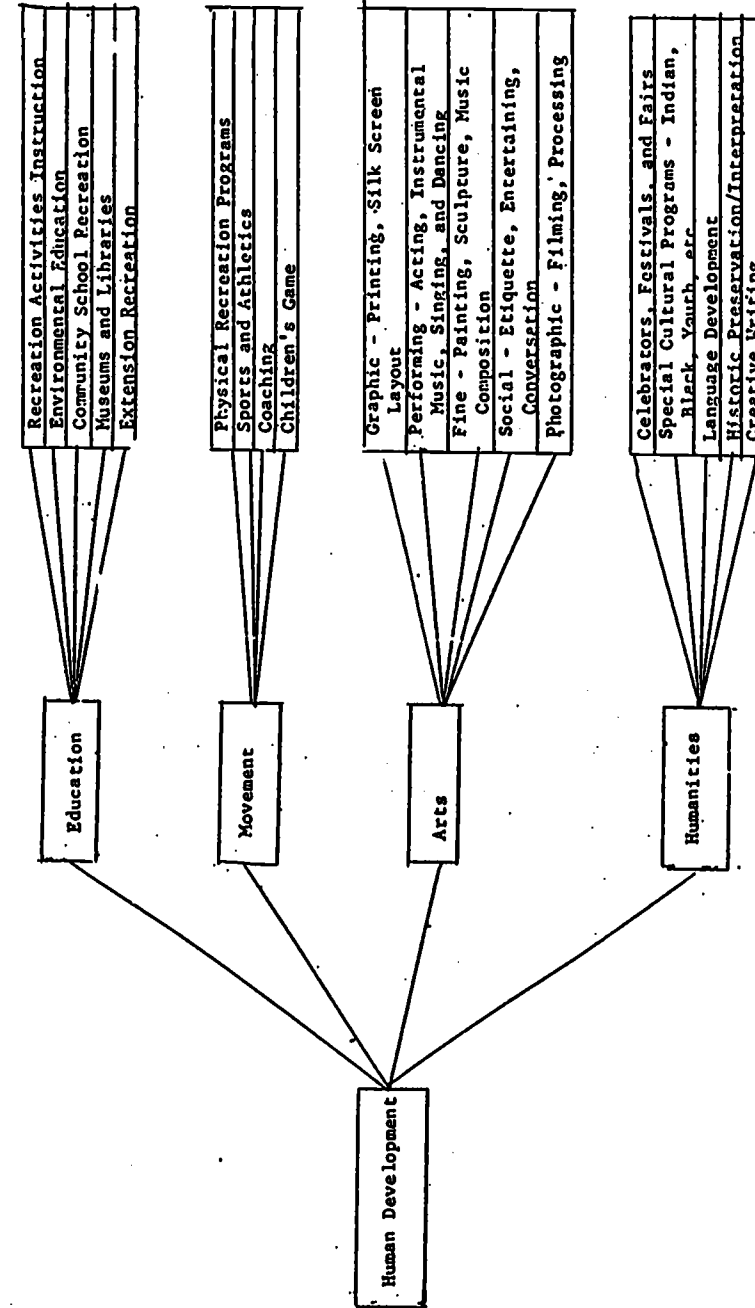 Human Development
Education
Recreation Activities Instruction
Environmental Education
Community School Recreation
Museums and Libraries
Extension Recreation
Movement
Physical Recreation Programs
Sports and Athletics
Coaching
Children's Game
Arts
Graphic - Printing, Silk Screen
Layout
Performing - Acting, Instrumental
Music, Singing, and Dancing
Fine - Painting, Sculpture, Music
Composition
Social - Etiquette, Entertaining,
Conversation
Photographic - Filming, Processing
Humanities
Celebrators, Festivals, and Fairs
Special Cultural Programs - Indian,
Black, Youth, etc
Language Development
Historic Preservation/Interpretation
Creative Writing